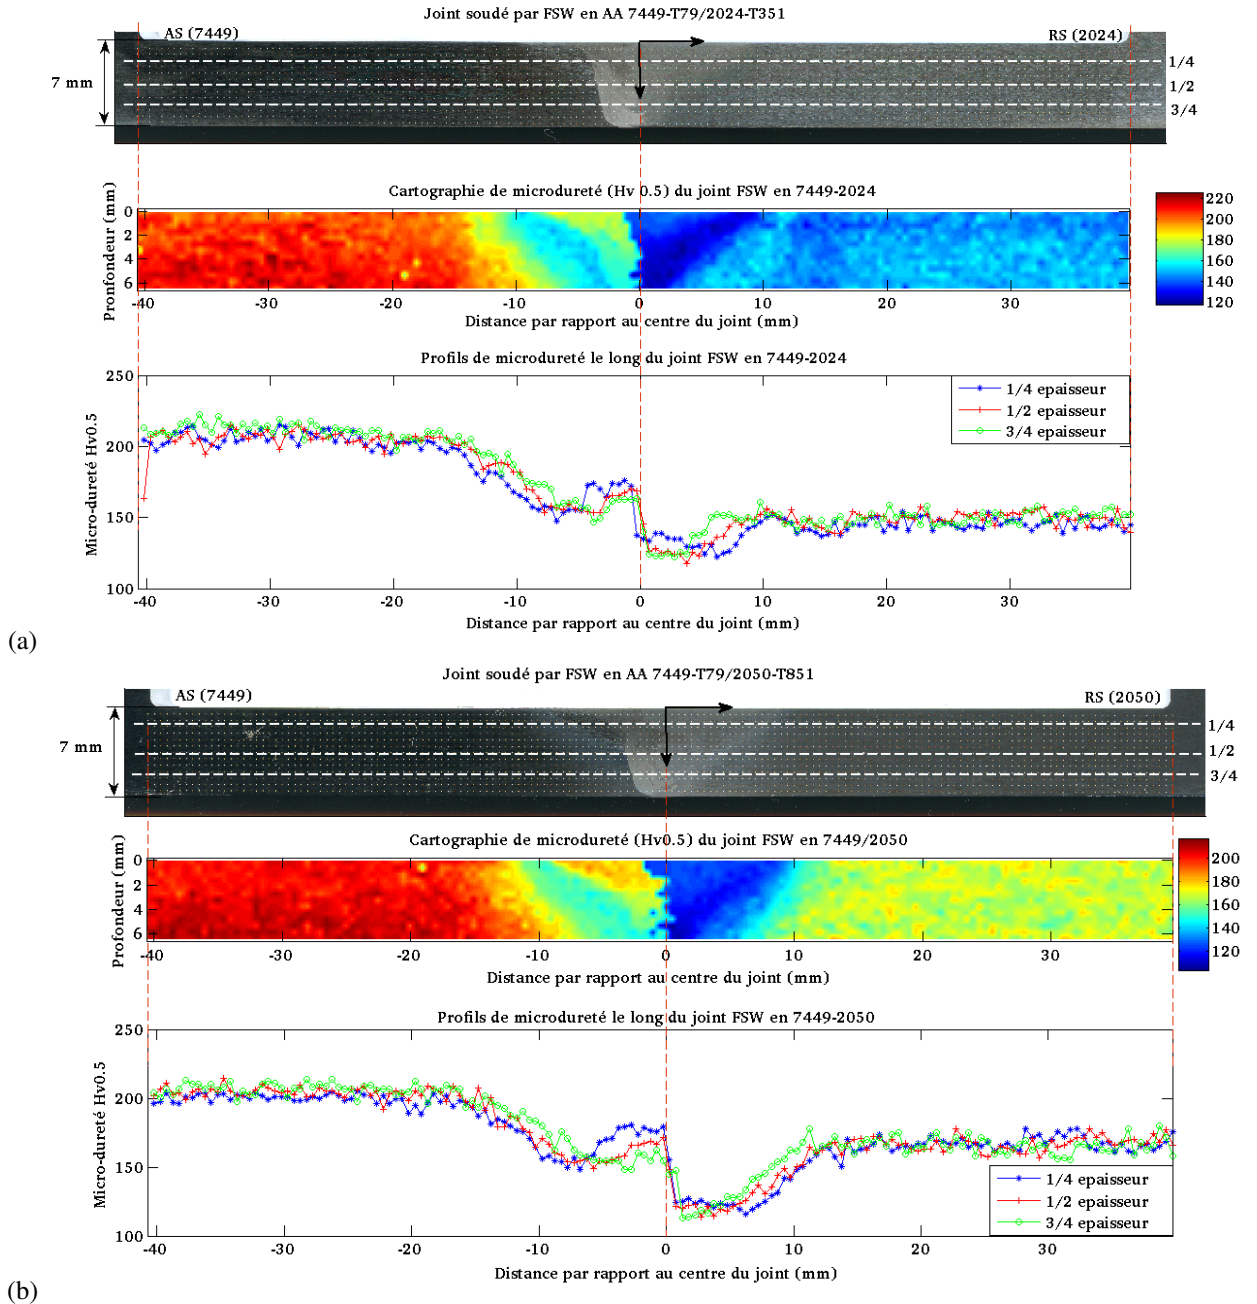 Joint soudé par FSW en AA 7449-T79/2024-T351
AS (7449)
RS (2024)
7 mm
1/4
1/2
3/4
Cartographie de microdureté (Hv 0.5) du joint FSW en 7449-2024
Pronfondeur (mm)
0
2
4
6
-40 -30 -20 -10 0 10 20 30
Distance par rapport au centre du joint (mm)
220
200
180
160
140
120
Profils de microdureté le long du joint FSW en 7449-2024
Micro-dureté Hv0.5
250
200
150
100
1/4 epaisseur
1/2 epaisseur
3/4 epaisseur
-40 -30 -20 -10 0 10 20 30
Distance par rapport au centre du joint (mm)
(a)
Joint soudé par FSW en AA 7449-T79/2050-T851
AS (7449)
RS (2050)
7 mm
1/4
1/2
3/4
Cartographie de microdureté (Hv0.5) du joint FSW en 7449/2050
Profondeur (mm)
0
2
4
6
-40 -30 -20 -10 0 10 20 30
Distance par rapport au centre du joint (mm)
200
180
160
140
120
Profils de microdureté le long du joint FSW en 7449-2050
Micro-dureté Hv0.5
250
200
150
100
1/4 epaisseur
1/2 epaisseur
3/4 epaisseur
-40 -30 -20 -10 0 10 20 30
Distance par rapport au centre du joint (mm)
(b)